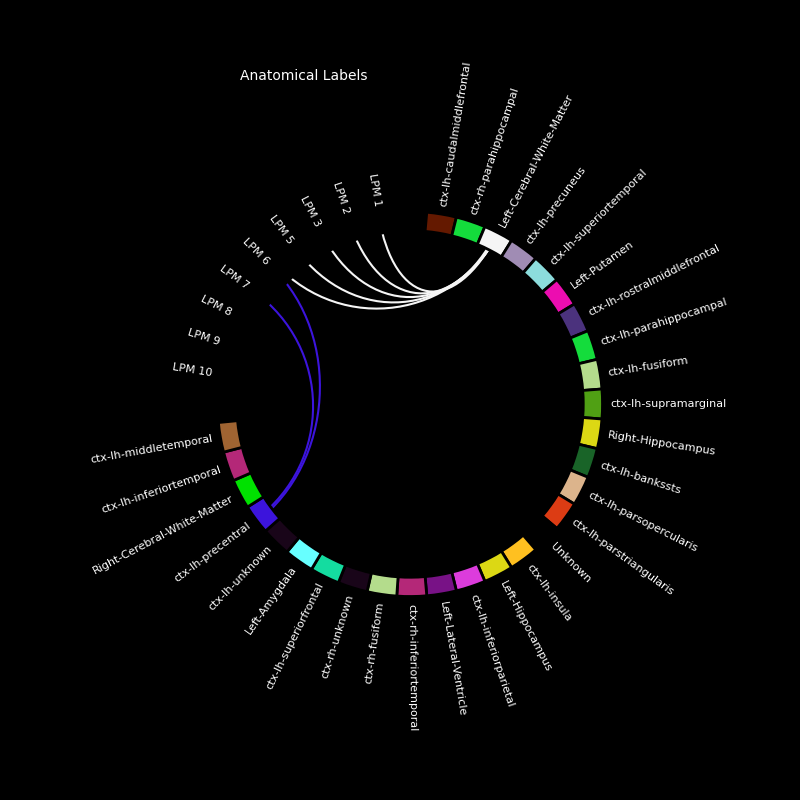 Anatomical Labels
ctx-lh-caudalmiddlefrontal
ctx-rh-parahippocampal
Left-Cerebral-White-Matter
ctx-lh-precuneus
ctx-lh-superiortemporal
Left-Putamen
ctx-lh-rostralmiddlefrontal
ctx-lh-parahippocampal
ctx-lh-fusiform
ctx-lh-supramarginal
Right-Hippocampus
ctx-lh-bankssts
ctx-lh-parsopercularis
ctx-lh-parstriangularis
Unknown
ctx-lh-insula
Left-Hippocampus
ctx-lh-inferiorparietal
Left-Lateral-Ventricle
ctx-rh-inferiortemporal
ctx-rh-fusiform
ctx-rh-unknown
ctx-lh-superiorfrontal
Left-Amygdala
ctx-lh-unknown
ctx-lh-precentral
Right-Cerebral-White-Matter
ctx-lh-inferiortemporal
ctx-lh-middletemporal
LPM 10
LPM 9
LPM 8
LPM 7
LPM 6
LPM 5
LPM 3
LPM 2
LPM 1